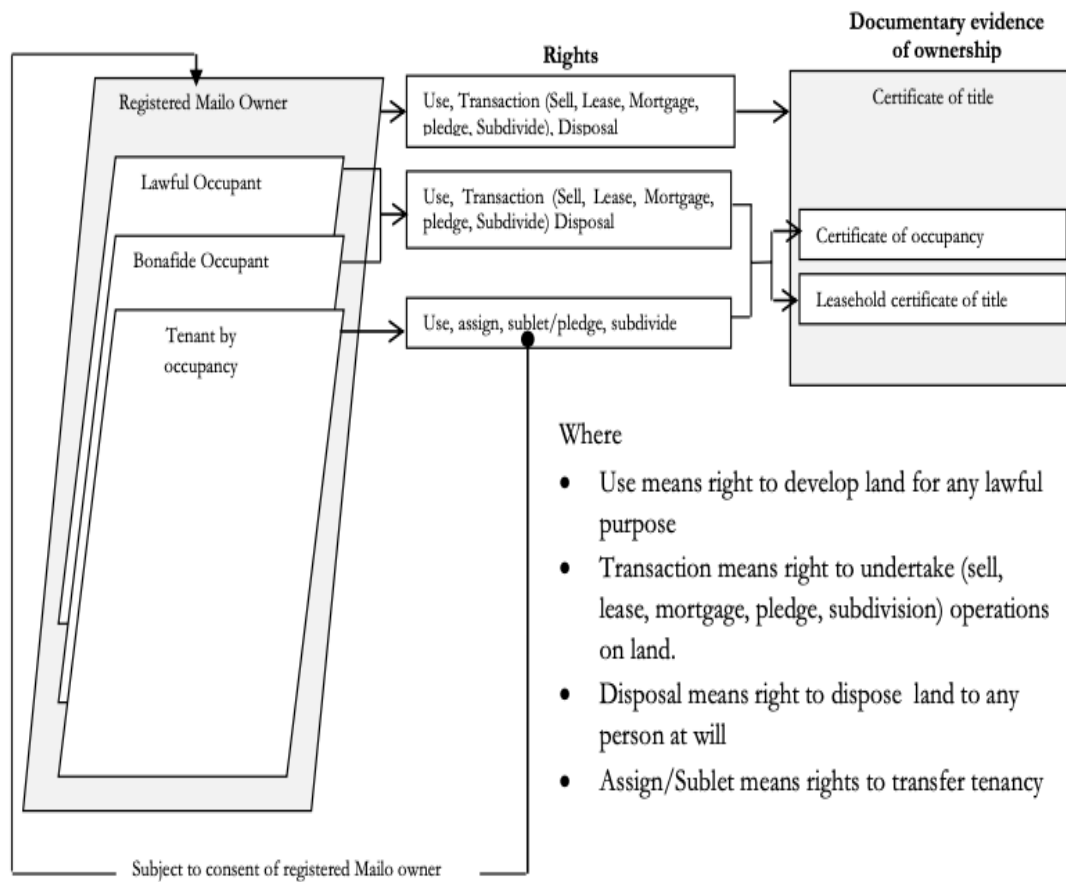 Documentary evidence
of ownership
Rights
Registered Mailo Owner
Use, Transaction (Sell, Lease, Mortgage,
pledge, Subdivide), Disposal
Certificate of title
Lawful Occupant
Use, Transaction (Sell, Lease, Mortgage,
pledge, Subdivide) Disposal
Certificate of occupancy
Bonafide Occupant
Leasehold certificate of title
Tenant by
occupancy
Use, assign, sublet/pledge, subdivide
Where
• Use means right to develop land for any lawful
purpose
• Transaction means right to undertake (sell,
lease, mortgage, pledge, subdivision) operations
on land.
• Disposal means right to dispose land to any
person at will
• Assign/Sublet means rights to transfer tenancy
Subject to consent of registered Mailo owner